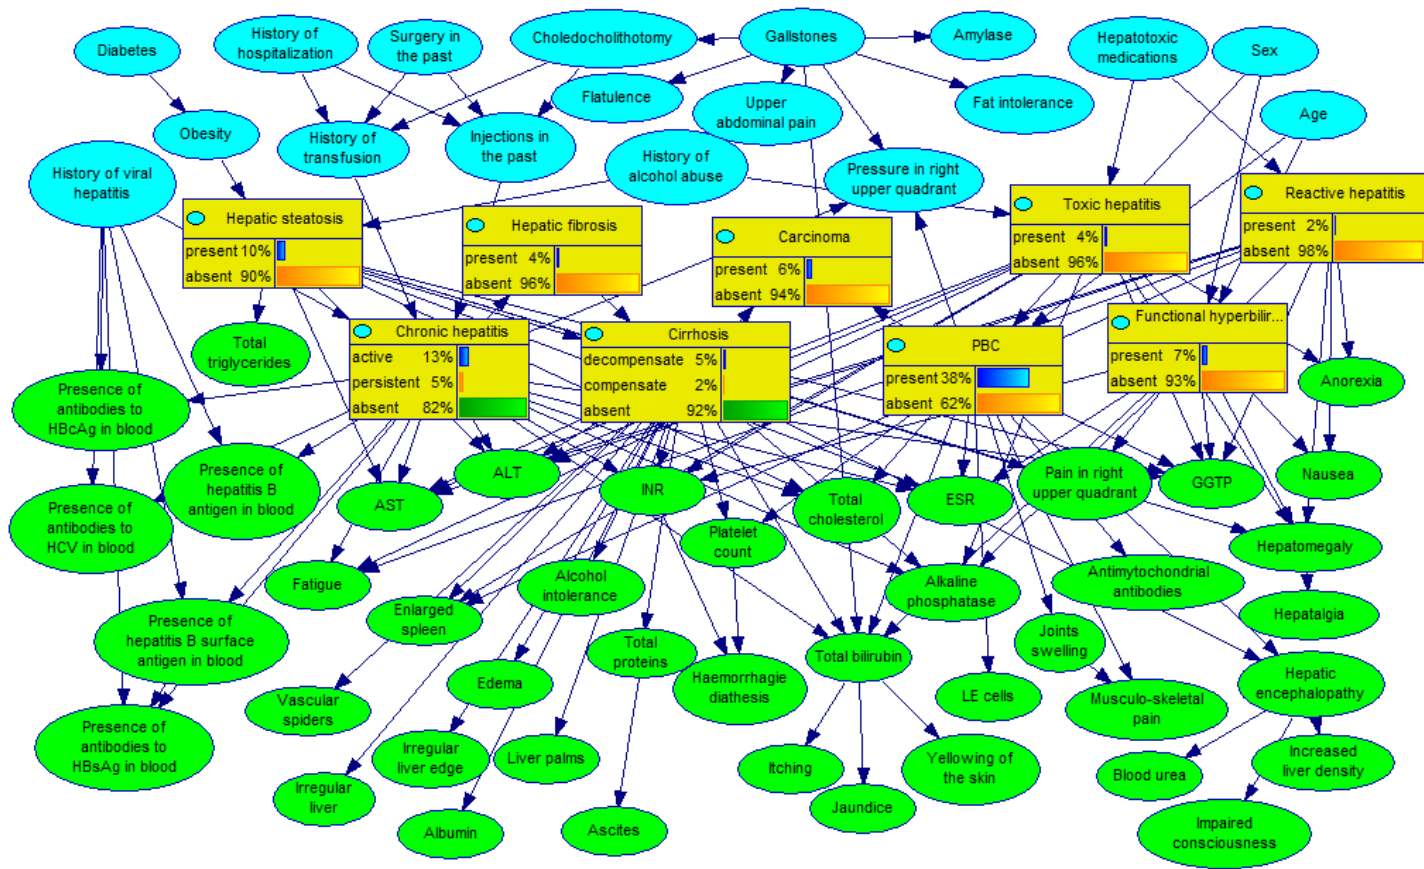 Diabetes
History of
hospitalization
Surgery in
the past
Choledocholithotomy
Gallstones
Amylase
Hepatotoxic
medications
Sex
Flatulence
Upper
abdominal pain
Fat intolerance
Age
Obesity
History of
transfusion
Injections in
the past
History of
alcohol abuse
Pressure in right
upper quadrant
History of viral
hepatitis
Hepatic steatosis
present 10%
absent 90%
Hepatic fibrosis
present 4%
absent 96%
Carcinoma
present 6%
absent 94%
Toxic hepatitis
present 4%
absent 96%
Reactive hepatitis
present 2%
absent 98%
Chronic hepatitis
active 13%
persistent 5%
absent 82%
Cirrhosis
decompensate 5%
compensate 2%
absent 92%
PBC
present 38%
absent 62%
Functional hyperbilir...
present 7%
absent 93%
Total
triglycerides
Anorexia
Presence of
antibodies to
HBcAg in blood
Presence of
hepatitis B
antigen in blood
AST
ALT
INR
Total
cholesterol
ESR
Pain in right
upper quadrant
GGTP
Nausea
Presence of
antibodies to
HCV in blood
Platelet
count
Hepatomegaly
Fatigue
Enlarged
spleen
Alcohol
intolerance
Alkaline
phosphatase
Antimytochondrial
antibodies
Hepatalgia
Presence of
hepatitis B surface
antigen in blood
Total
proteins
Total bilirubin
Joints
swelling
Vascular
spiders
Edema
Haemorrhagie
diathesis
LE cells
Musculo-skeletal
pain
Hepatic
encephalopathy
Presence of
antibodies to
HBsAg in blood
Irregular
liver edge
Liver palms
Itching
Yellowing of
the skin
Blood urea
Increased
liver density
Irregular
liver
Jaundice
Albumin
Ascites
Impaired
consciousness